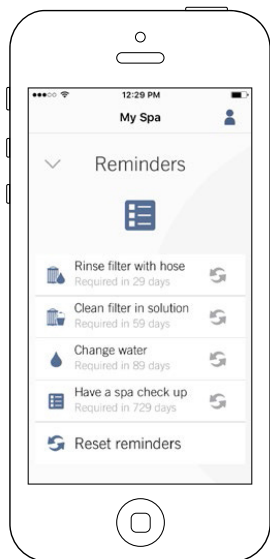 12:29 PM
My Spa
Reminders
Rinse filter with hose
Required in 29 days
Clean filter in solution
Required in 59 days
Change water
Required in 89 days
Have a spa check up
Required in 729 days
Reset reminders